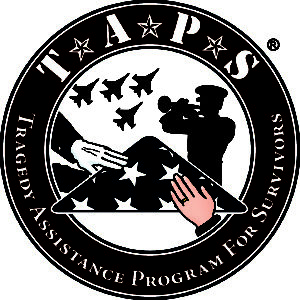 T★A★P★S
®
TRAGEDY ASSISTANCE PROGRAM FOR SURVIVORS